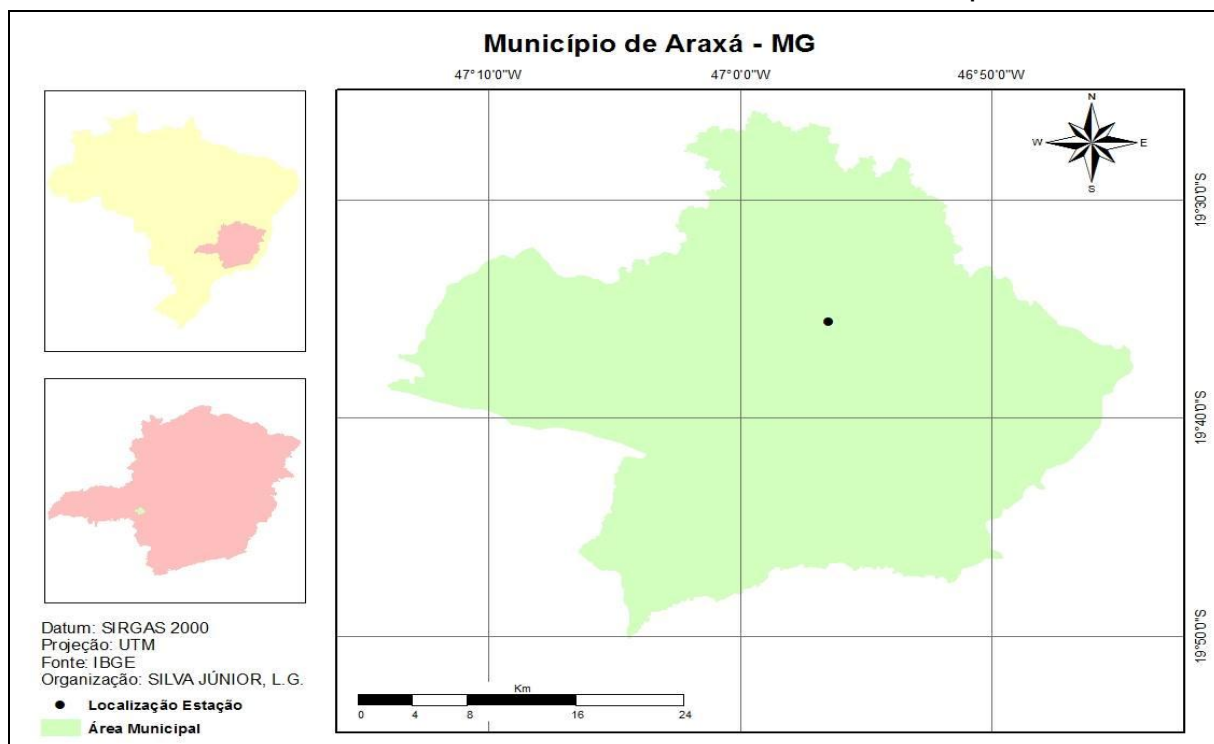 Município de Araxá - MG
47°10'0"W 47°0'0"W 46°50'0"W
N
W E
S
19°30'0"S
19°40'0"S
19°50'0"S
Datum: SIRGAS 2000
Projeção: UTM
Fonte: IBGE
Organização: SILVA JÚNIOR, L.G.
Localização Estação
Área Municipal
Km
0 4 8 16 24